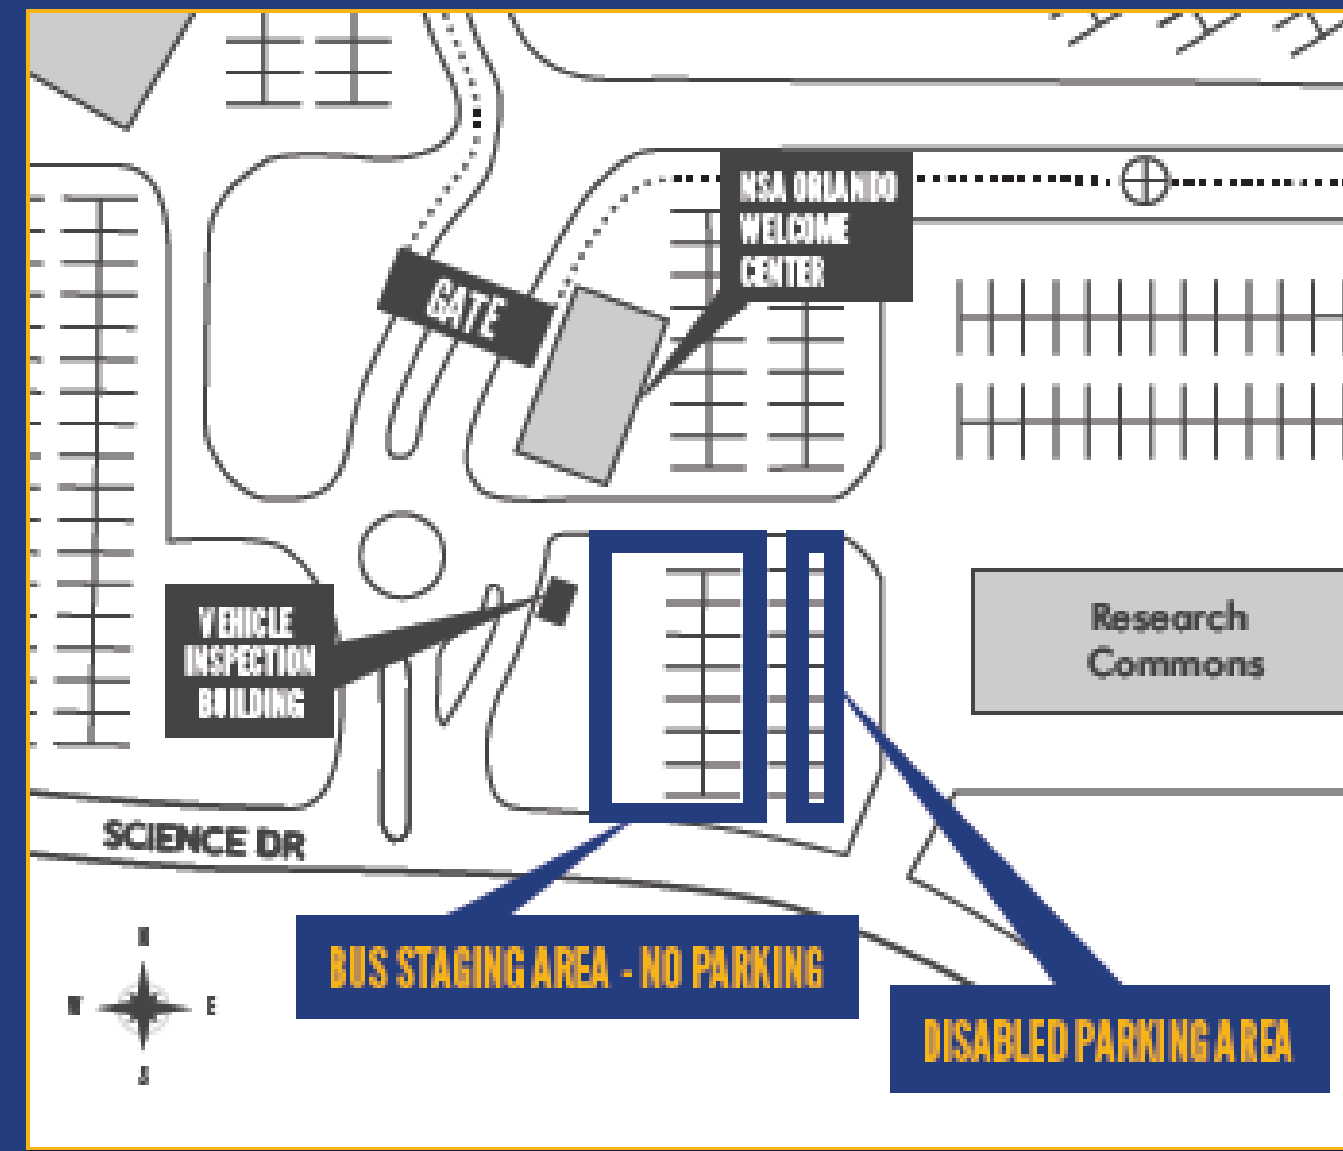 NSA ORLANDO
WELCOME
CENTER
GATE
VEHICLE
INSPECTION
BUILDING
Research
Commons
SCIENCE DR
N
W
E
S
BUS STAGING AREA - NO PARKING
DISABLED PARKING AREA